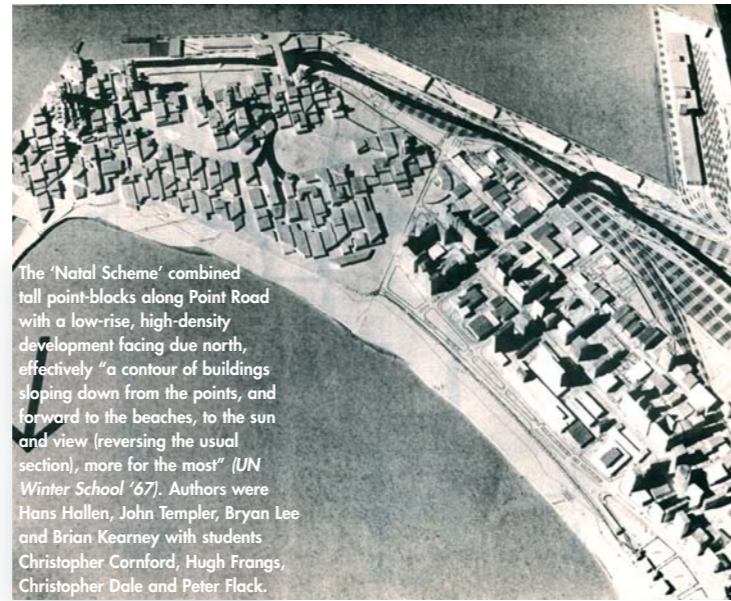 The ‘Natal Scheme’ combined
tall point-blocks along Point Road
with a low-rise, high-density
development facing due north,
effectively “a contour of buildings
sloping down from the points, and
forward to the beaches, to the sun
and view (reversing the usual
section), more for the most” (UN
Winter School ‘67). Authors were
Hans Hallen, John Templer, Bryan Lee
and Brian Kearney with students
Christopher Cornford, Hugh Frangs,
Christopher Dale and Peter Flack.